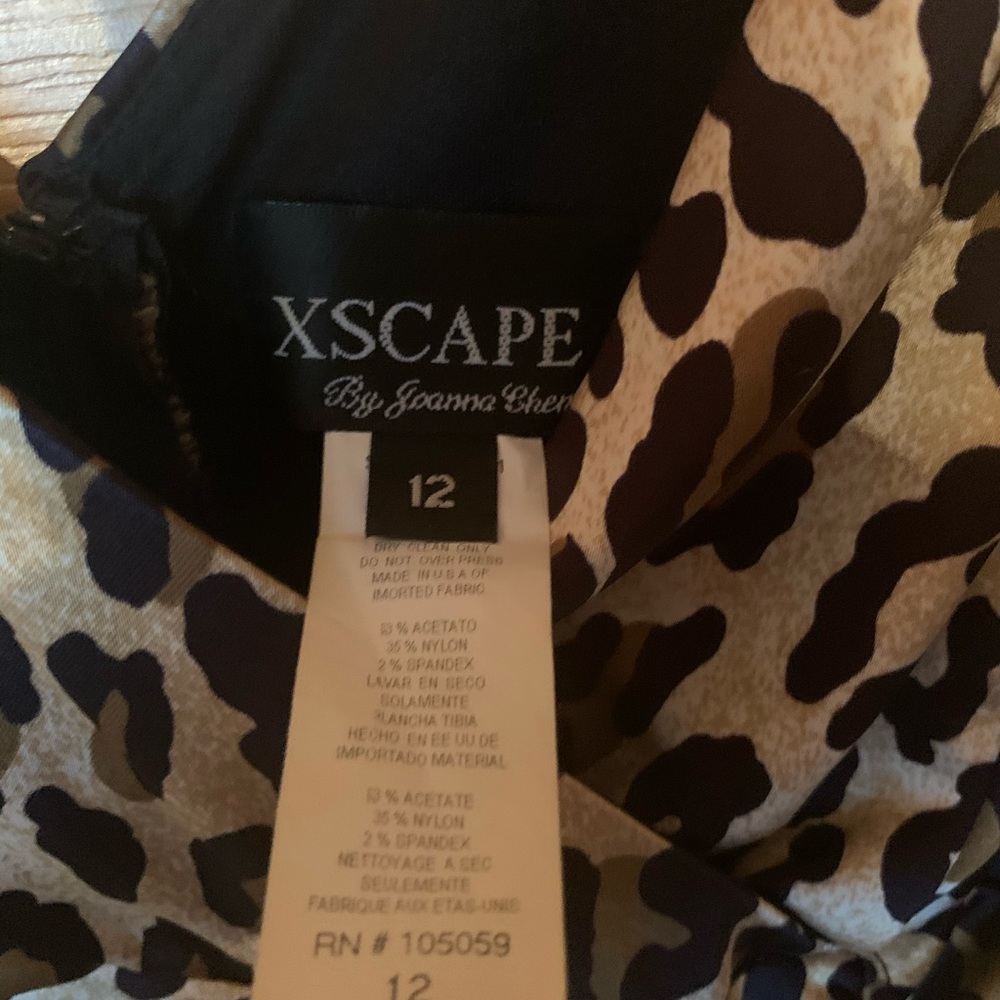 XSCAPE
By Joanna Chen
12
DRY CLEAN ONLY
DO NOT OVER PRESS
MADE IN U.S.A OF
IMORTED FABRIC
63 % ACETATO
35 % NYLON
2 % SPANDEX
LAVAR EN SECO
SOLAMENTE
PLANCHA TIBIA
HECHO EN EE UU DE
IMPORTADO MATERIAL
63 % ACETATE
35 % NYLON
2 % SPANDEX
NETTOYAGE A SEC
SEULEMENTE
FABRIQUE AUX ETAS-UNIS
RN # 105059
12